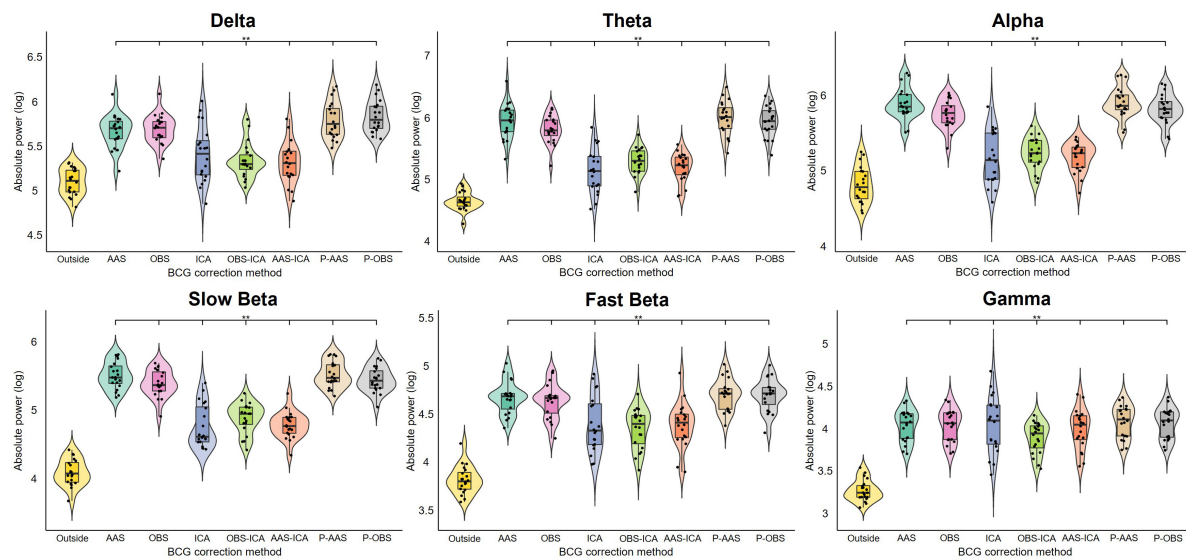 Delta
Absolute power (log)
6.5
6
5.5
5
4.5
**
Outside AAS OBS ICA OBS-ICA AAS-ICA P-AAS P-OBS
BCG correction method
Theta
Absolute power (log)
7
6
5
4
**
Outside AAS OBS ICA OBS-ICA AAS-ICA P-AAS P-OBS
BCG correction method
Alpha
Absolute power (log)
6
5
4
**
Outside AAS OBS ICA OBS-ICA AAS-ICA P-AAS P-OBS
BCG correction method
Slow Beta
Absolute power (log)
6
5
4
**
Outside AAS OBS ICA OBS-ICA AAS-ICA P-AAS P-OBS
BCG correction method
Fast Beta
Absolute power (log)
5.5
5
4.5
4
3.5
**
Outside AAS OBS ICA OBS-ICA AAS-ICA P-AAS P-OBS
BCG correction method
Gamma
Absolute power (log)
5
4.5
4
3.5
3
**
Outside AAS OBS ICA OBS-ICA AAS-ICA P-AAS P-OBS
BCG correction method